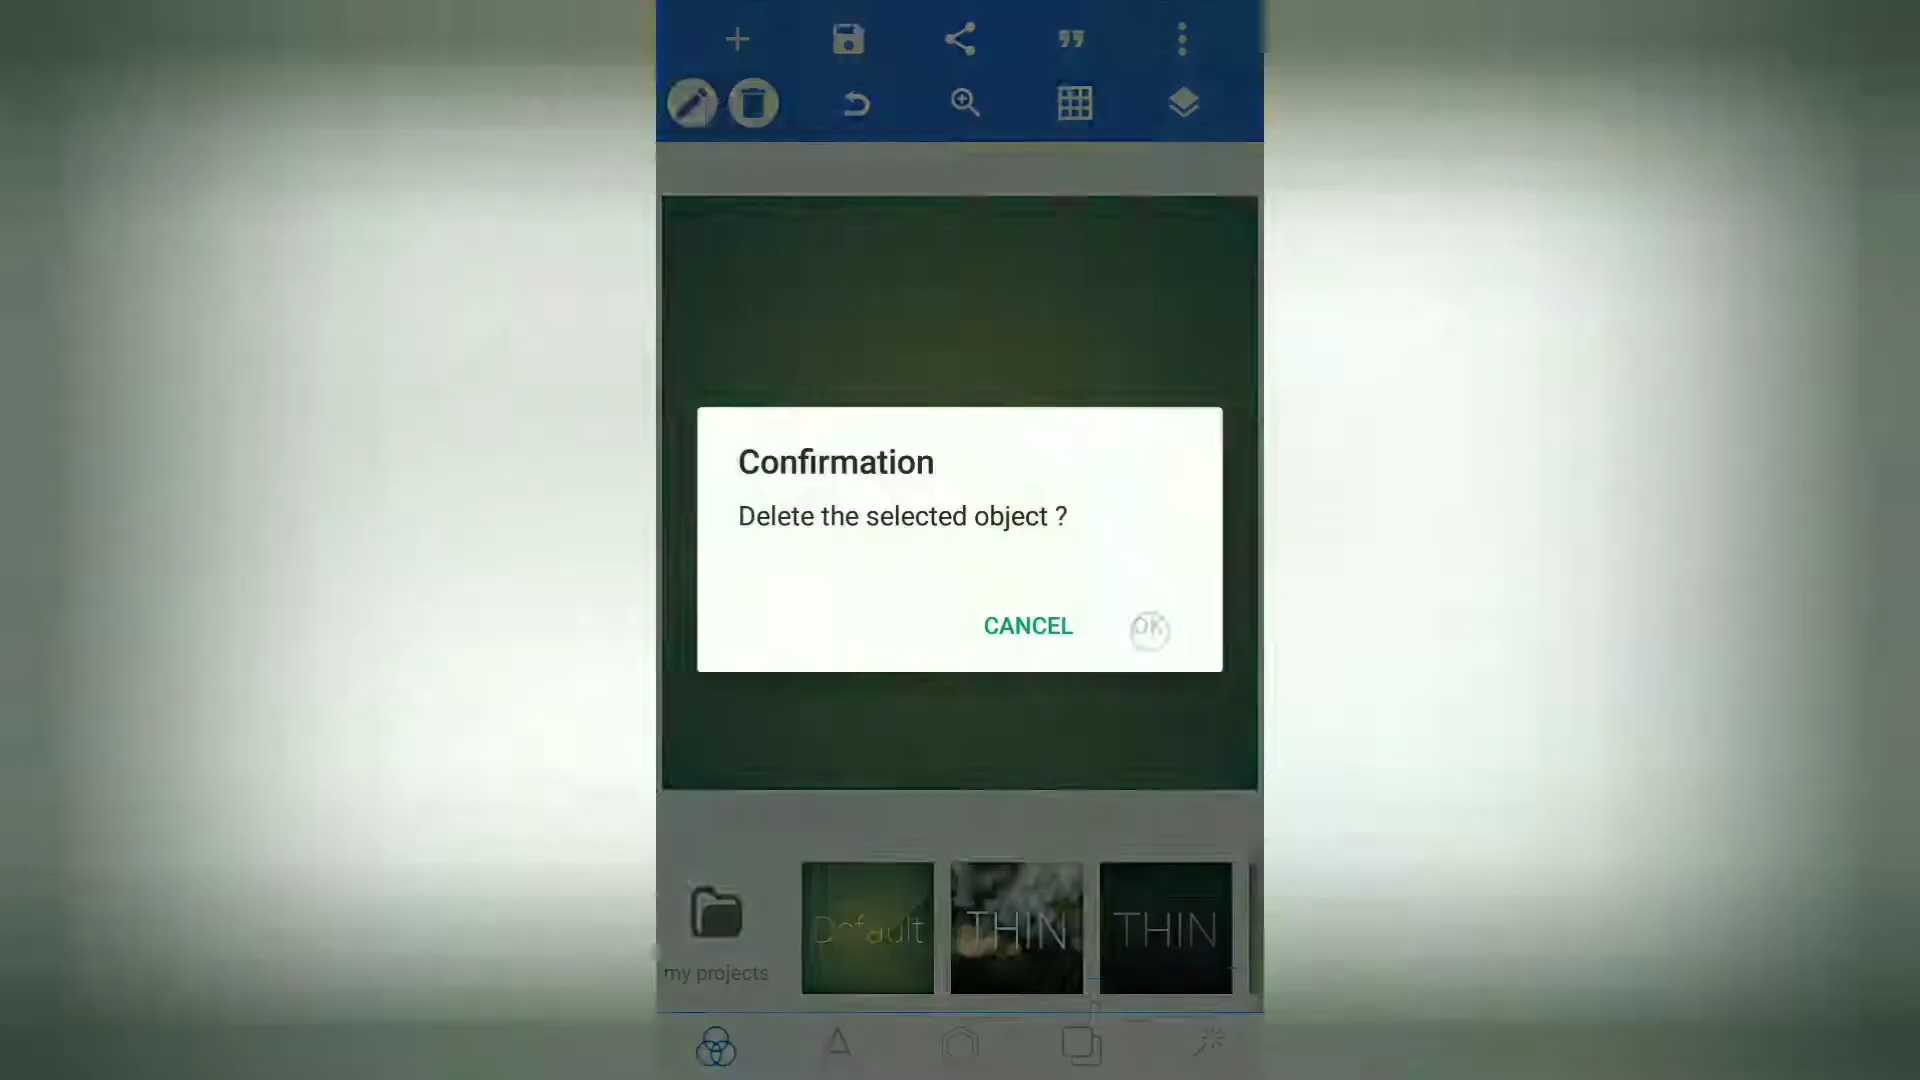 Confirmation
Delete the selected object ?
CANCEL
OK
my projects
Default
THIN
THIN